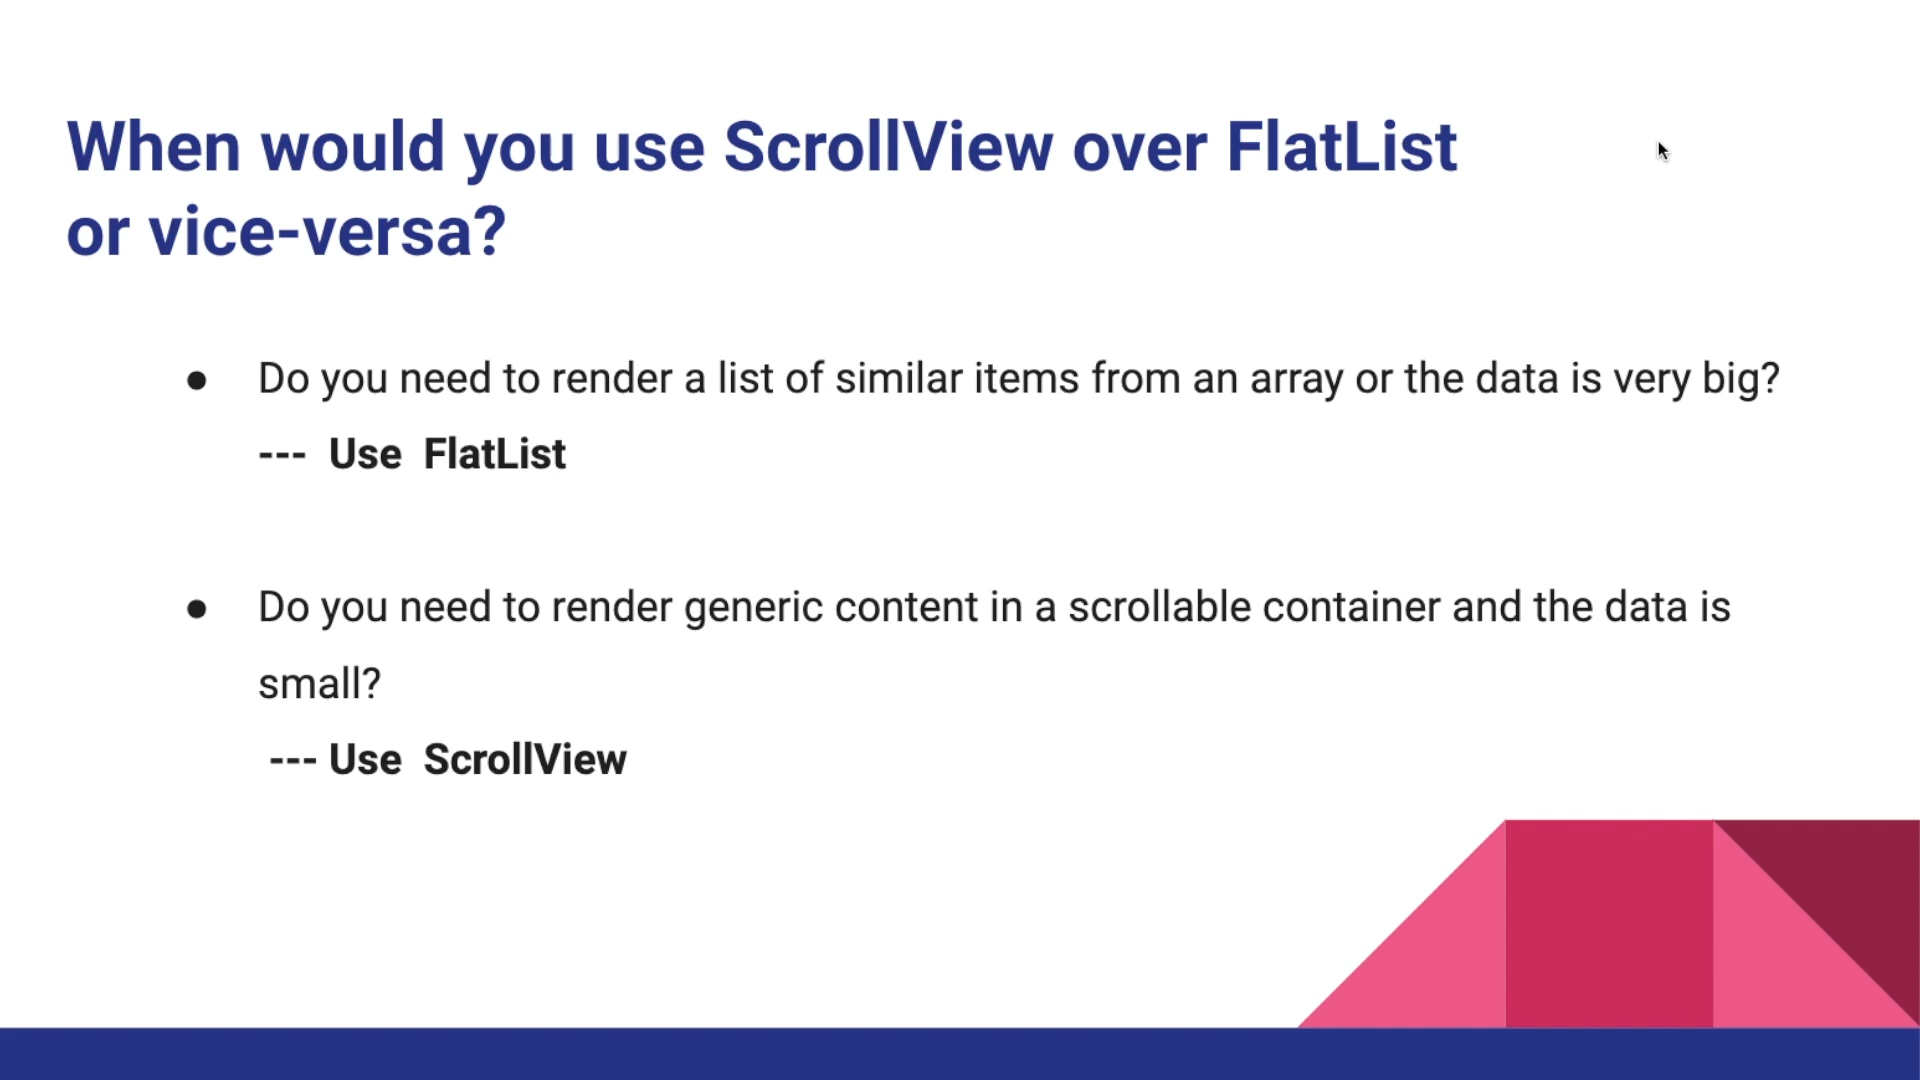 When would you use ScrollView over FlatList
or vice-versa?
● Do you need to render a list of similar items from an array or the data is very big?
--- Use FlatList
● Do you need to render generic content in a scrollable container and the data is
small?
--- Use ScrollView